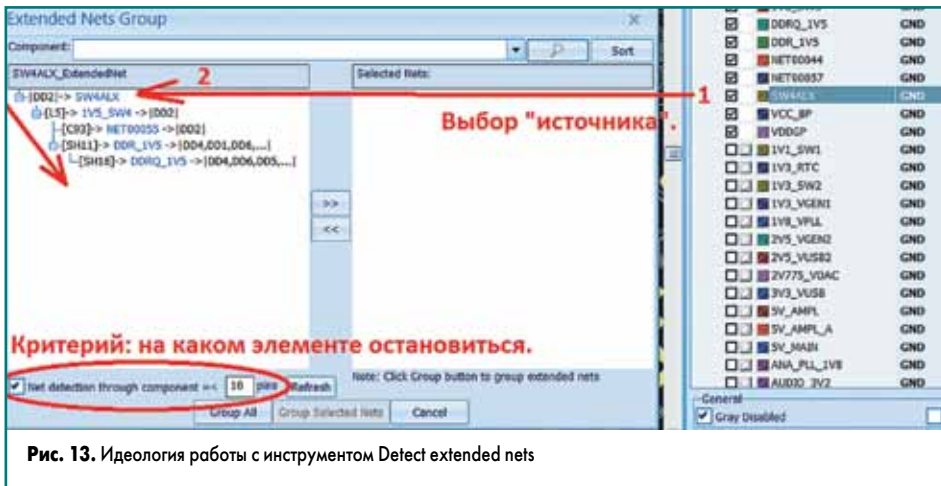 Extended Nets Group
Component:
Sort
SW4ALX_ExtendedNet
Selected Nets:
[DD2]-> SW4ALX
[L5]-> 1V5_SW4 ->[DD2]
[C93]-> NET00055 ->[DD2]
[SH11]-> DDR_1V5 ->[DD4,DD1,DD6,...]
[SH16]-> DDRQ_1V5 ->[DD4,DD6,DD5,...]
2
1
Выбор "источника".
>>
<<
Критерий: на каком элементе остановиться.
Net detection through component =< 16 pins
Refresh
Note: Click Group button to group extended nets
Group All
Group Selected Nets
Cancel
DDRQ_1V5 GND
DDR_1V5 GND
NET00044 GND
NET00057 GND
SW4ALX GND
VCC_BP GND
VDDGP GND
1V1_SW1 GND
1V3_RTC GND
1V3_SW2 GND
1V3_VGEN1 GND
1V8_VPLL GND
2V5_VGEN2 GND
2V5_VUSB2 GND
2V775_VDAC GND
3V3_VUSB GND
5V_AMPL GND
5V_AMPL_A GND
5V_MAIN GND
ANA_PLL_1V8 GND
AUDIO_3V2 GND
General
Gray Disabled
Рис. 13. Идеология работы с инструментом Detect extended nets